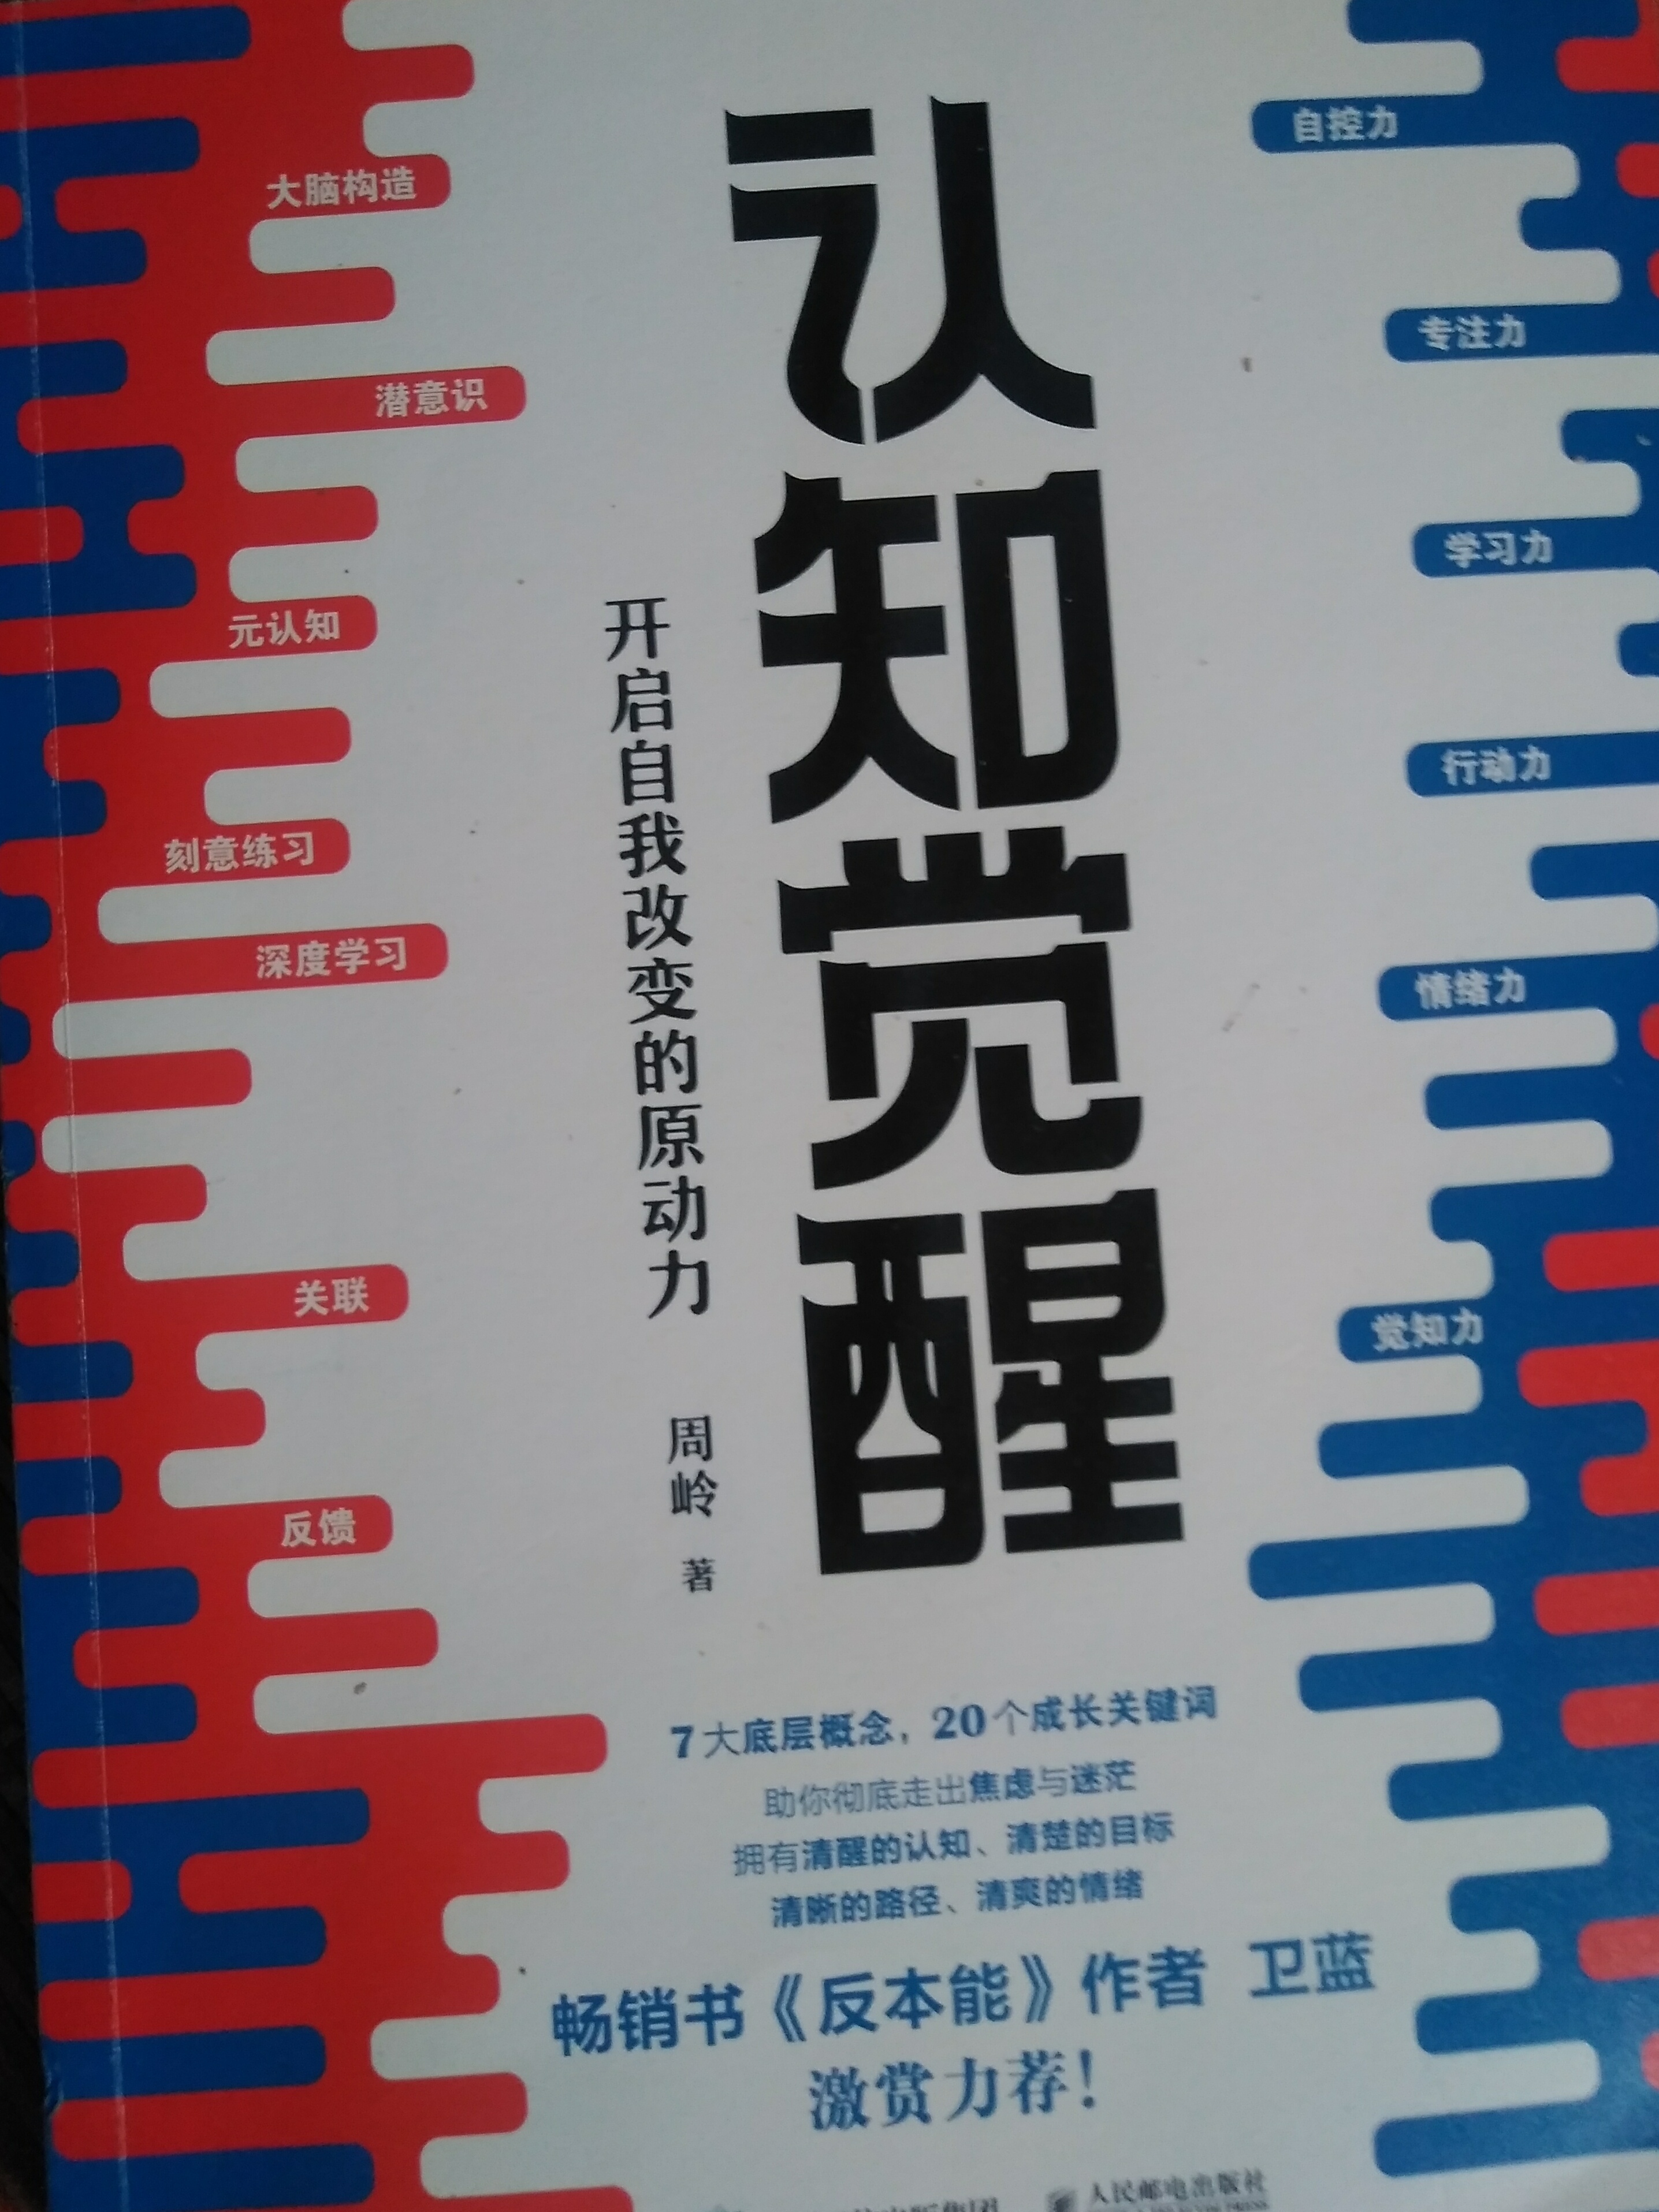 认知觉醒
开启自我改变的原动力
周岭 著
大脑构造
潜意识
元认知
刻意练习
深度学习
关联
反馈
自控力
专注力
学习力
行动力
情绪力
觉知力
7大底层概念，20个成长关键词
助你彻底走出焦虑与迷茫
拥有清醒的认知、清楚的目标
清晰的路径、清爽的情绪
畅销书《反本能》作者 卫蓝
激赏力荐！
出版集团
人民邮电出版社